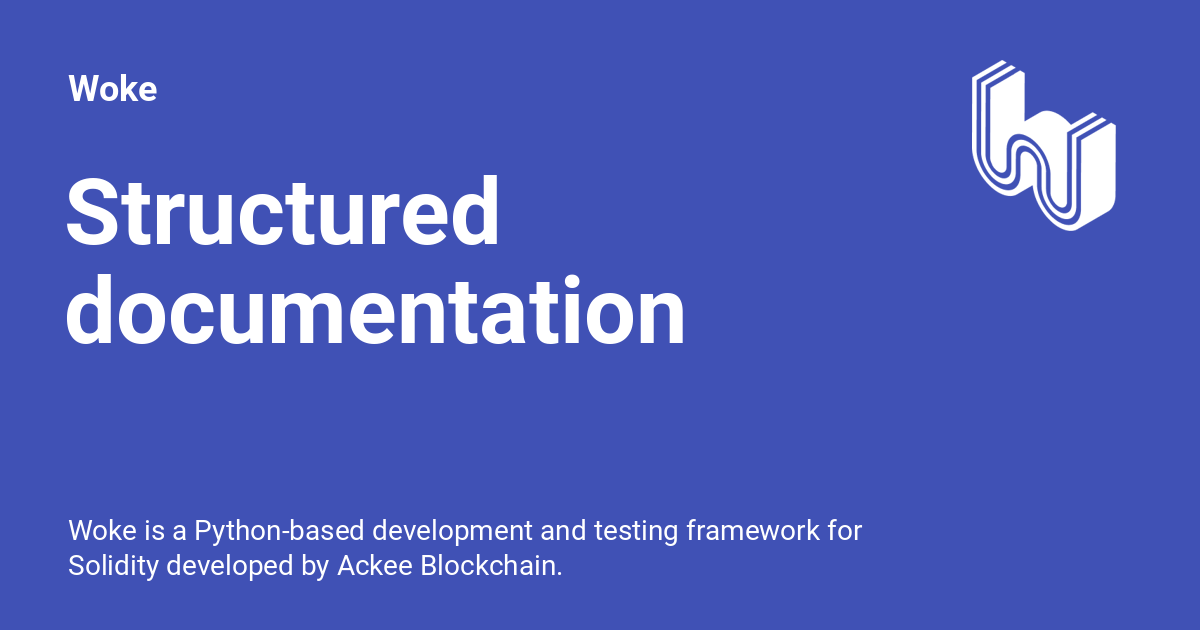 Woke
Structured
documentation
Woke is a Python-based development and testing framework for
Solidity developed by Ackee Blockchain.